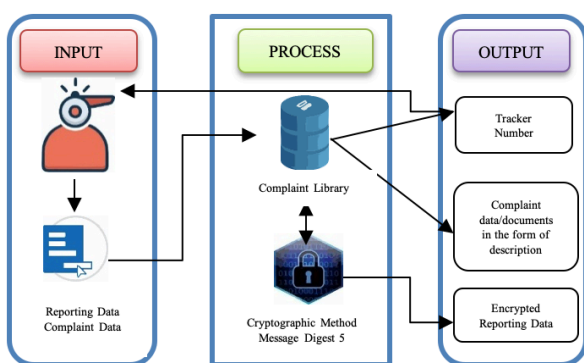 INPUT
Reporting Data
Complaint Data
PROCESS
Complaint Library
Cryptographic Method
Message Digest 5
OUTPUT
Tracker
Number
Complaint
data/documents
in the form of
description
Encrypted
Reporting Data